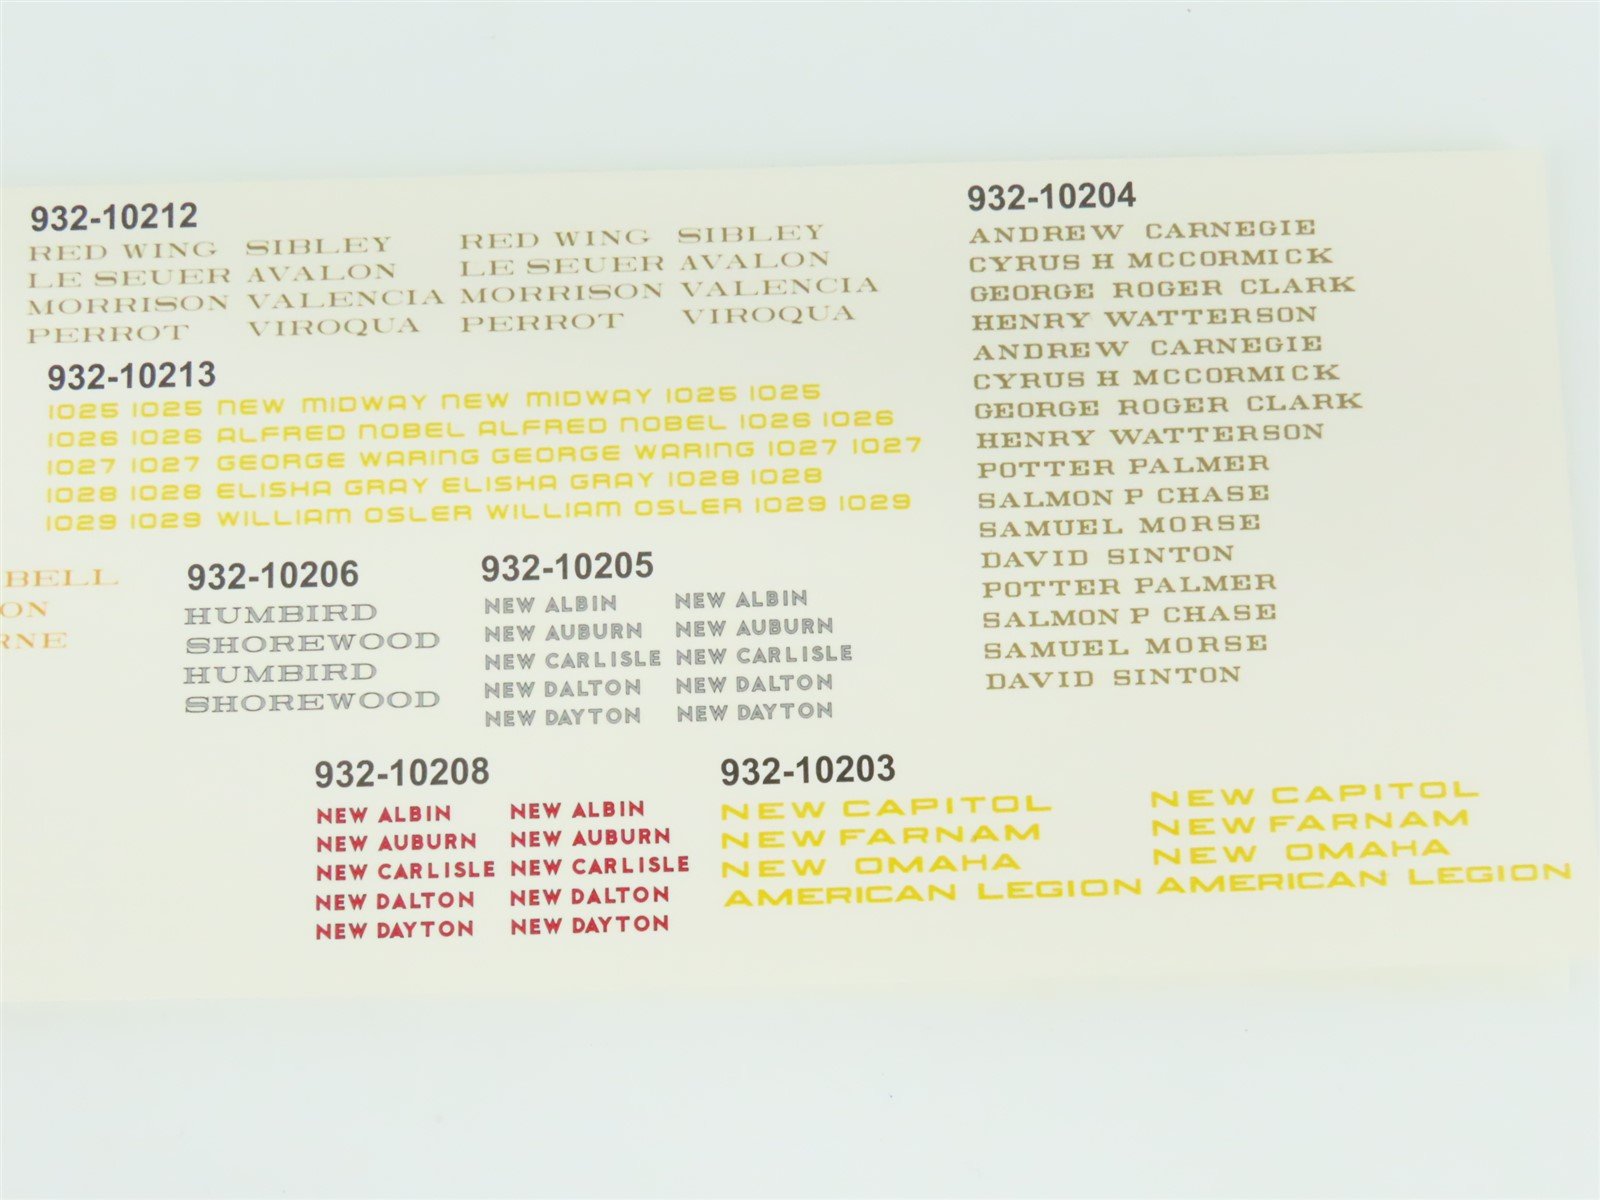 932-10212
RED WING SIBLEY RED WING SIBLEY
LE SEUER AVALON LE SEUER AVALON
MORRISON VALENCIA MORRISON VALENCIA
PERROT VIROQUA PERROT VIROQUA
932-10213
1025 1025 NEW MIDWAY NEW MIDWAY 1025 1025
1026 1026 ALFRED NOBEL ALFRED NOBEL 1026 1026
1027 1027 GEORGE WARING GEORGE WARING 1027 1027
1028 1028 ELISHA GRAY ELISHA GRAY 1028 1028
1029 1029 WILLIAM OSLER WILLIAM OSLER 1029 1029
932-10204
ANDREW CARNEGIE
CYRUS H MCCORMICK
GEORGE ROGER CLARK
HENRY WATTERSON
ANDREW CARNEGIE
CYRUS H MCCORMICK
GEORGE ROGER CLARK
HENRY WATTERSON
POTTER PALMER
SALMON P CHASE
SAMUEL MORSE
DAVID SINTON
POTTER PALMER
SALMON P CHASE
SAMUEL MORSE
DAVID SINTON
BELL
ON
RNE
932-10206
HUMBIRD
SHOREWOOD
HUMBIRD
SHOREWOOD
932-10205
NEW ALBIN NEW ALBIN
NEW AUBURN NEW AUBURN
NEW CARLISLE NEW CARLISLE
NEW DALTON NEW DALTON
NEW DAYTON NEW DAYTON
932-10208
NEW ALBIN NEW ALBIN
NEW AUBURN NEW AUBURN
NEW CARLISLE NEW CARLISLE
NEW DALTON NEW DALTON
NEW DAYTON NEW DAYTON
932-10203
NEW CAPITOL NEW CAPITOL
NEW FARNAM NEW FARNAM
NEW OMAHA NEW OMAHA
AMERICAN LEGION AMERICAN LEGION